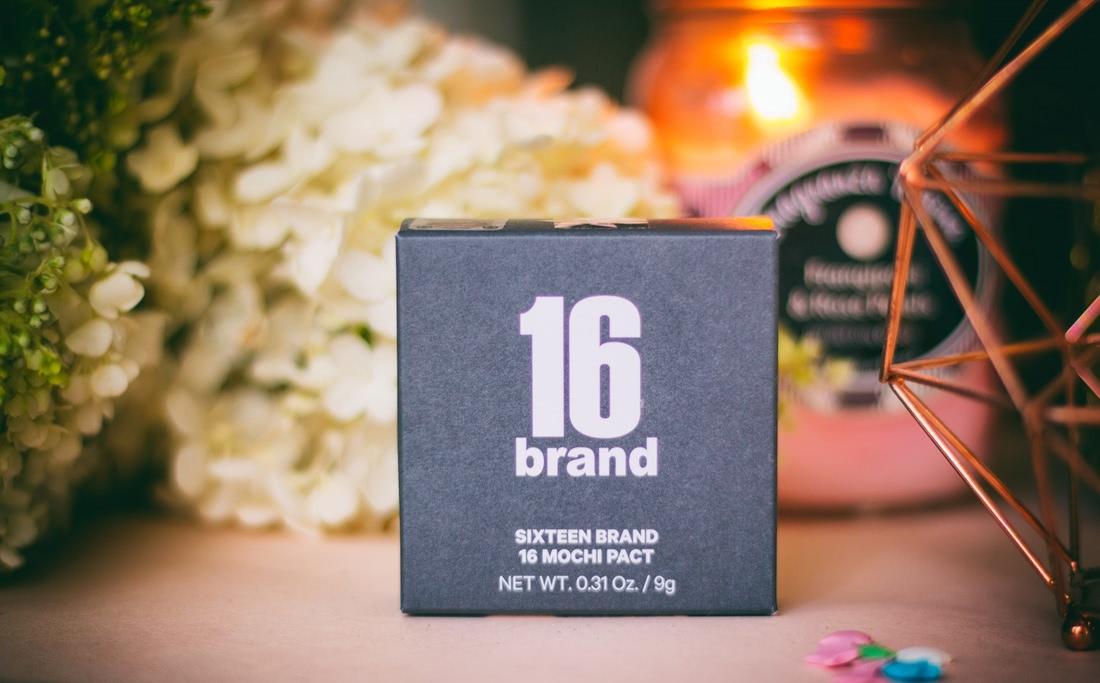 16
brand
SIXTEEN BRAND
16 MOCHI PACT
NET WT. 0.31 Oz. / 9g